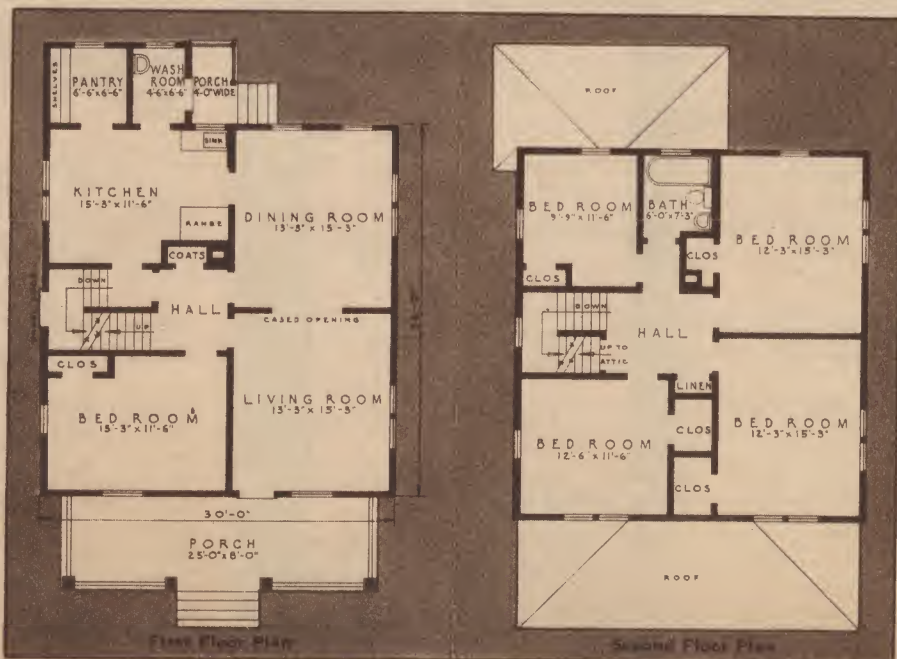 SHELVES
PANTRY
6'-6"x6'-6"
WASH
ROOM
4'-6"x6'-6"
PORCH
4'-0" WIDE
SINK
KITCHEN
15'-3"x11'-6"
RANGE
DINING ROOM
13'-3"x15'-3"
COATS
DOWN
HALL
UP
CASED OPENING
CLOS
BED ROOM
15'-3"x11'-6"
LIVING ROOM
13'-3"x15'-3"
30'-0"
PORCH
25'-0"x8'-0"
First Floor Plan
ROOF
BED ROOM
9'-9"x11'-6"
BATH
6'-0"x7'-3"
BED ROOM
12'-3"x15'-3"
CLOS
CLOS
DOWN
HALL
UP TO
ATTIC
LINEN
BED ROOM
12'-6"x11'-6"
CLOS
BED ROOM
12'-3"x15'-3"
CLOS
ROOF
Second Floor Plan